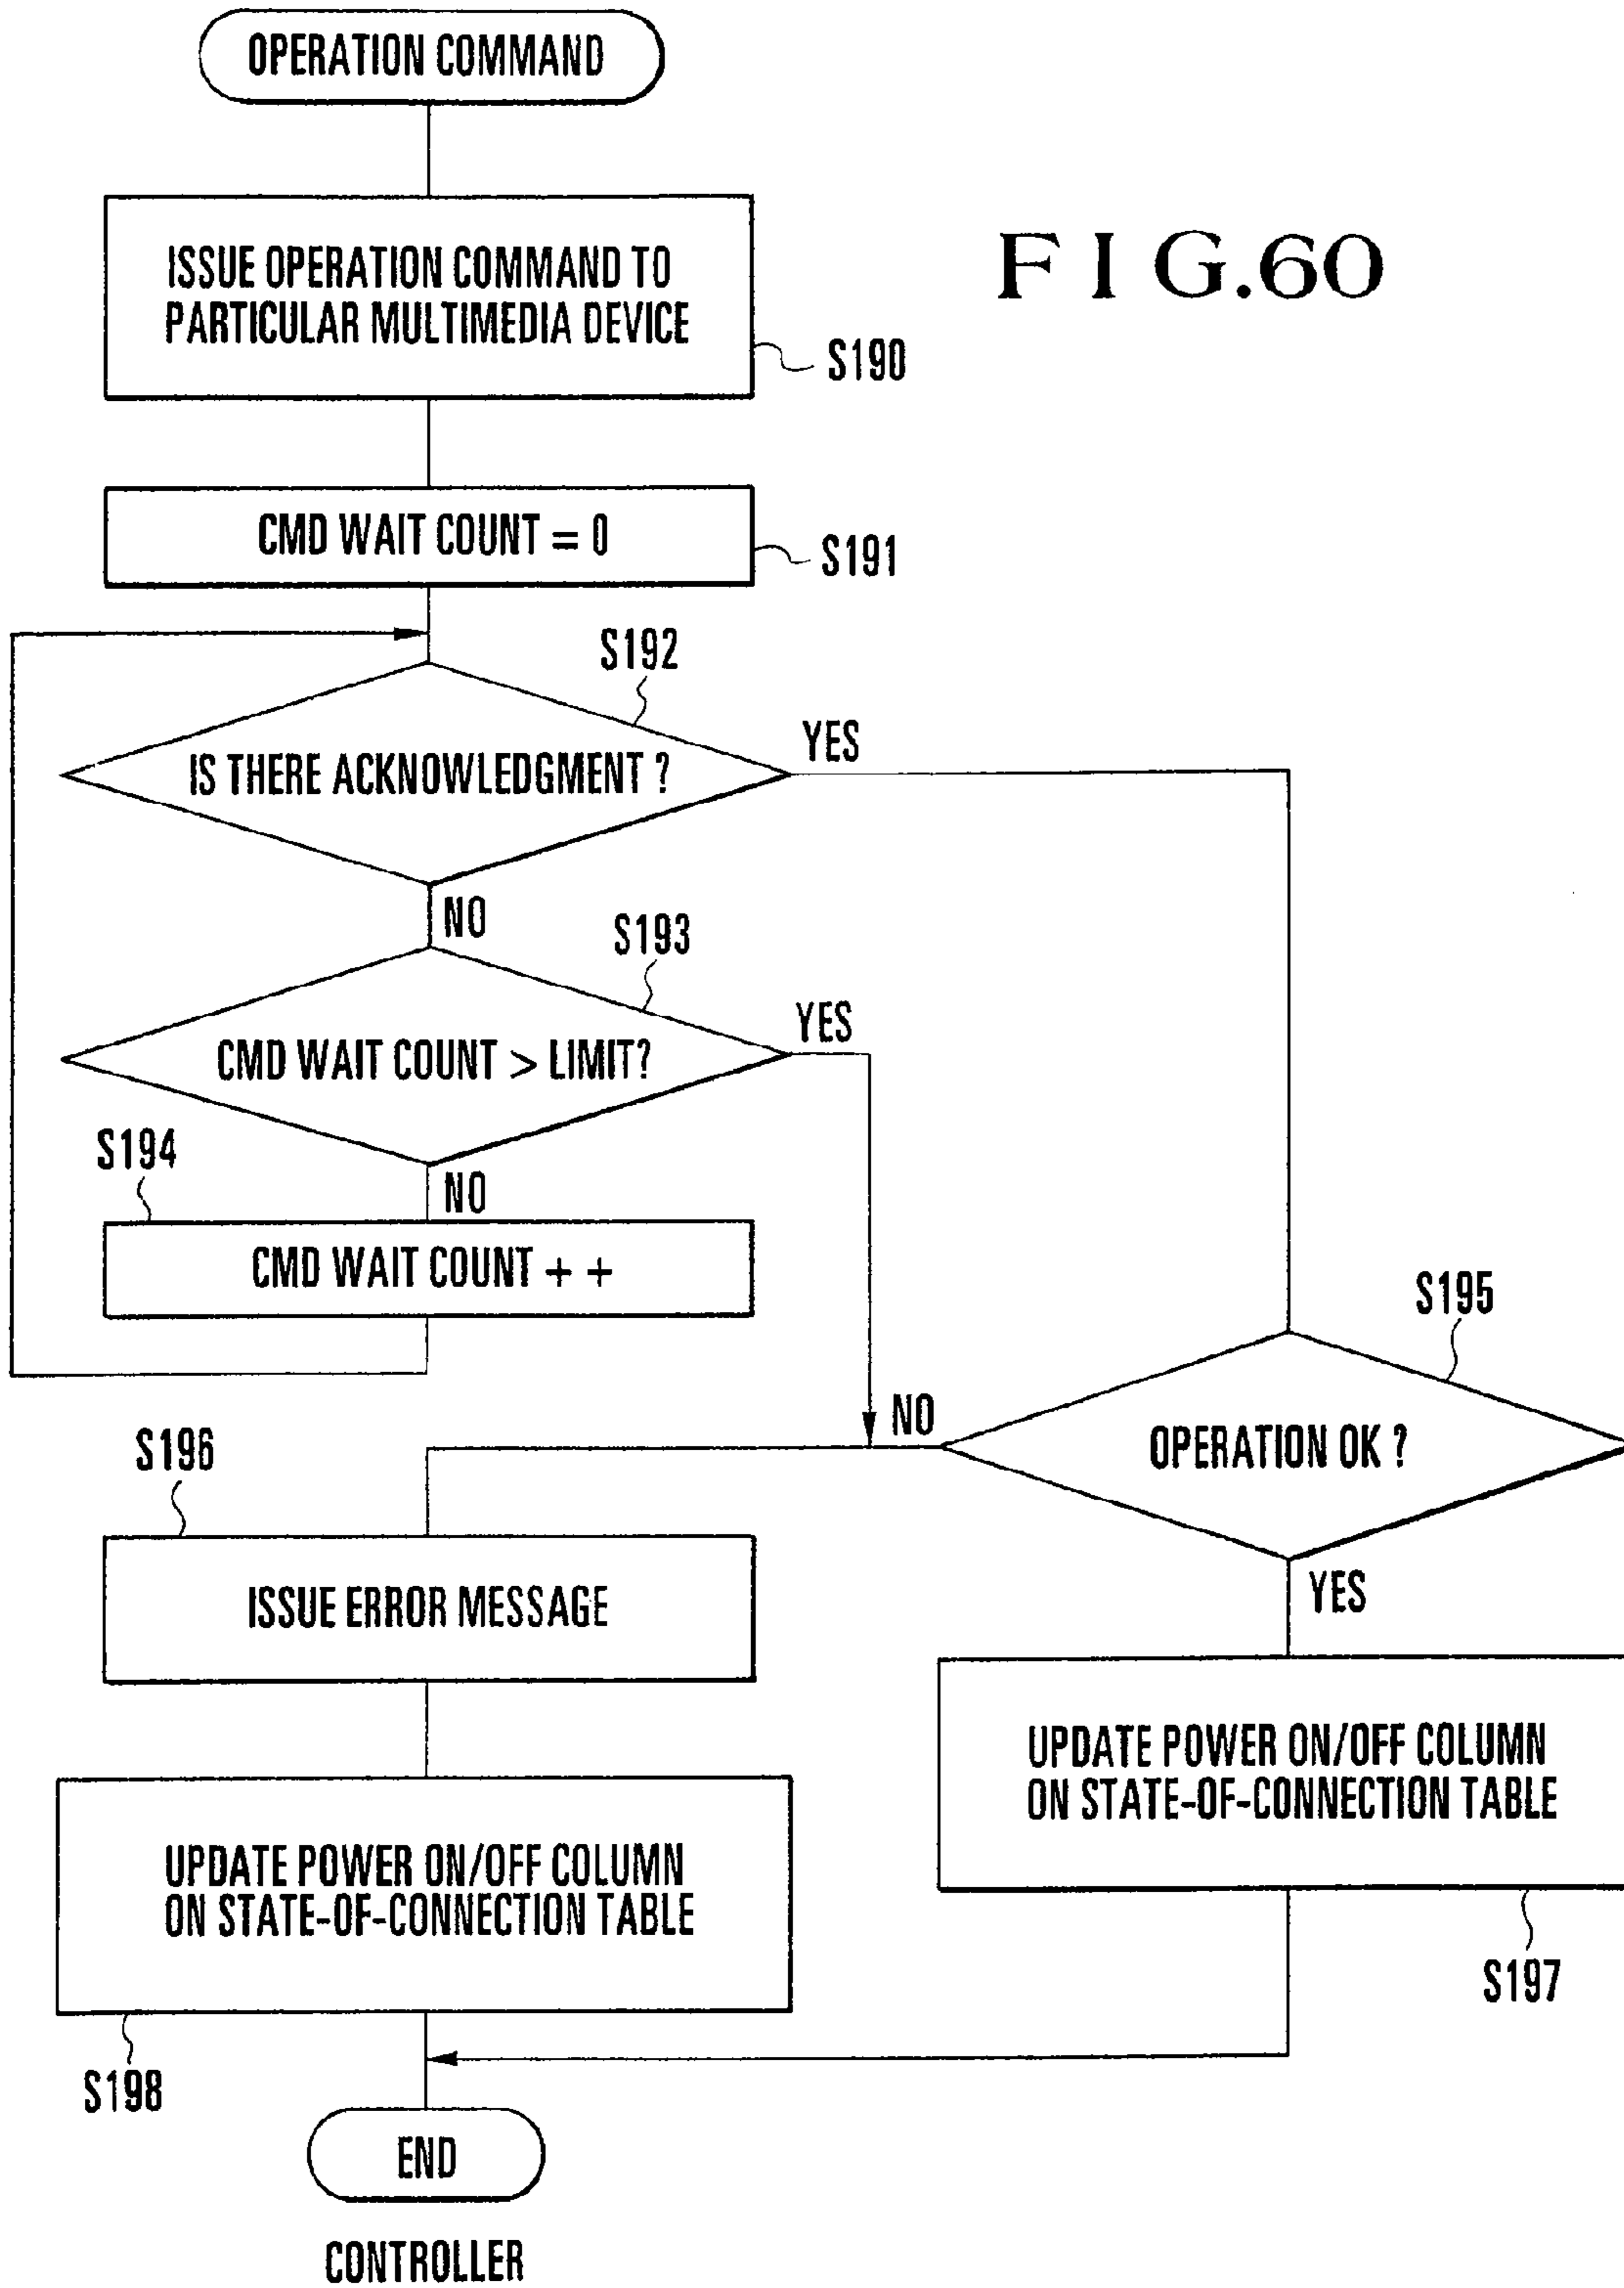 OPERATION COMMAND
FIG.60
ISSUE OPERATION COMMAND TO
PARTICULAR MULTIMEDIA DEVICE
S190
CMD WAIT COUNT = 0
S191
S192
IS THERE ACKNOWLEDGMENT ?
YES
NO
S193
CMD WAIT COUNT > LIMIT?
YES
S194
NO
CMD WAIT COUNT + +
S195
NO
OPERATION OK ?
S196
YES
ISSUE ERROR MESSAGE
UPDATE POWER ON/OFF COLUMN
ON STATE-OF-CONNECTION TABLE
UPDATE POWER ON/OFF COLUMN
ON STATE-OF-CONNECTION TABLE
S197
S198
END
CONTROLLER